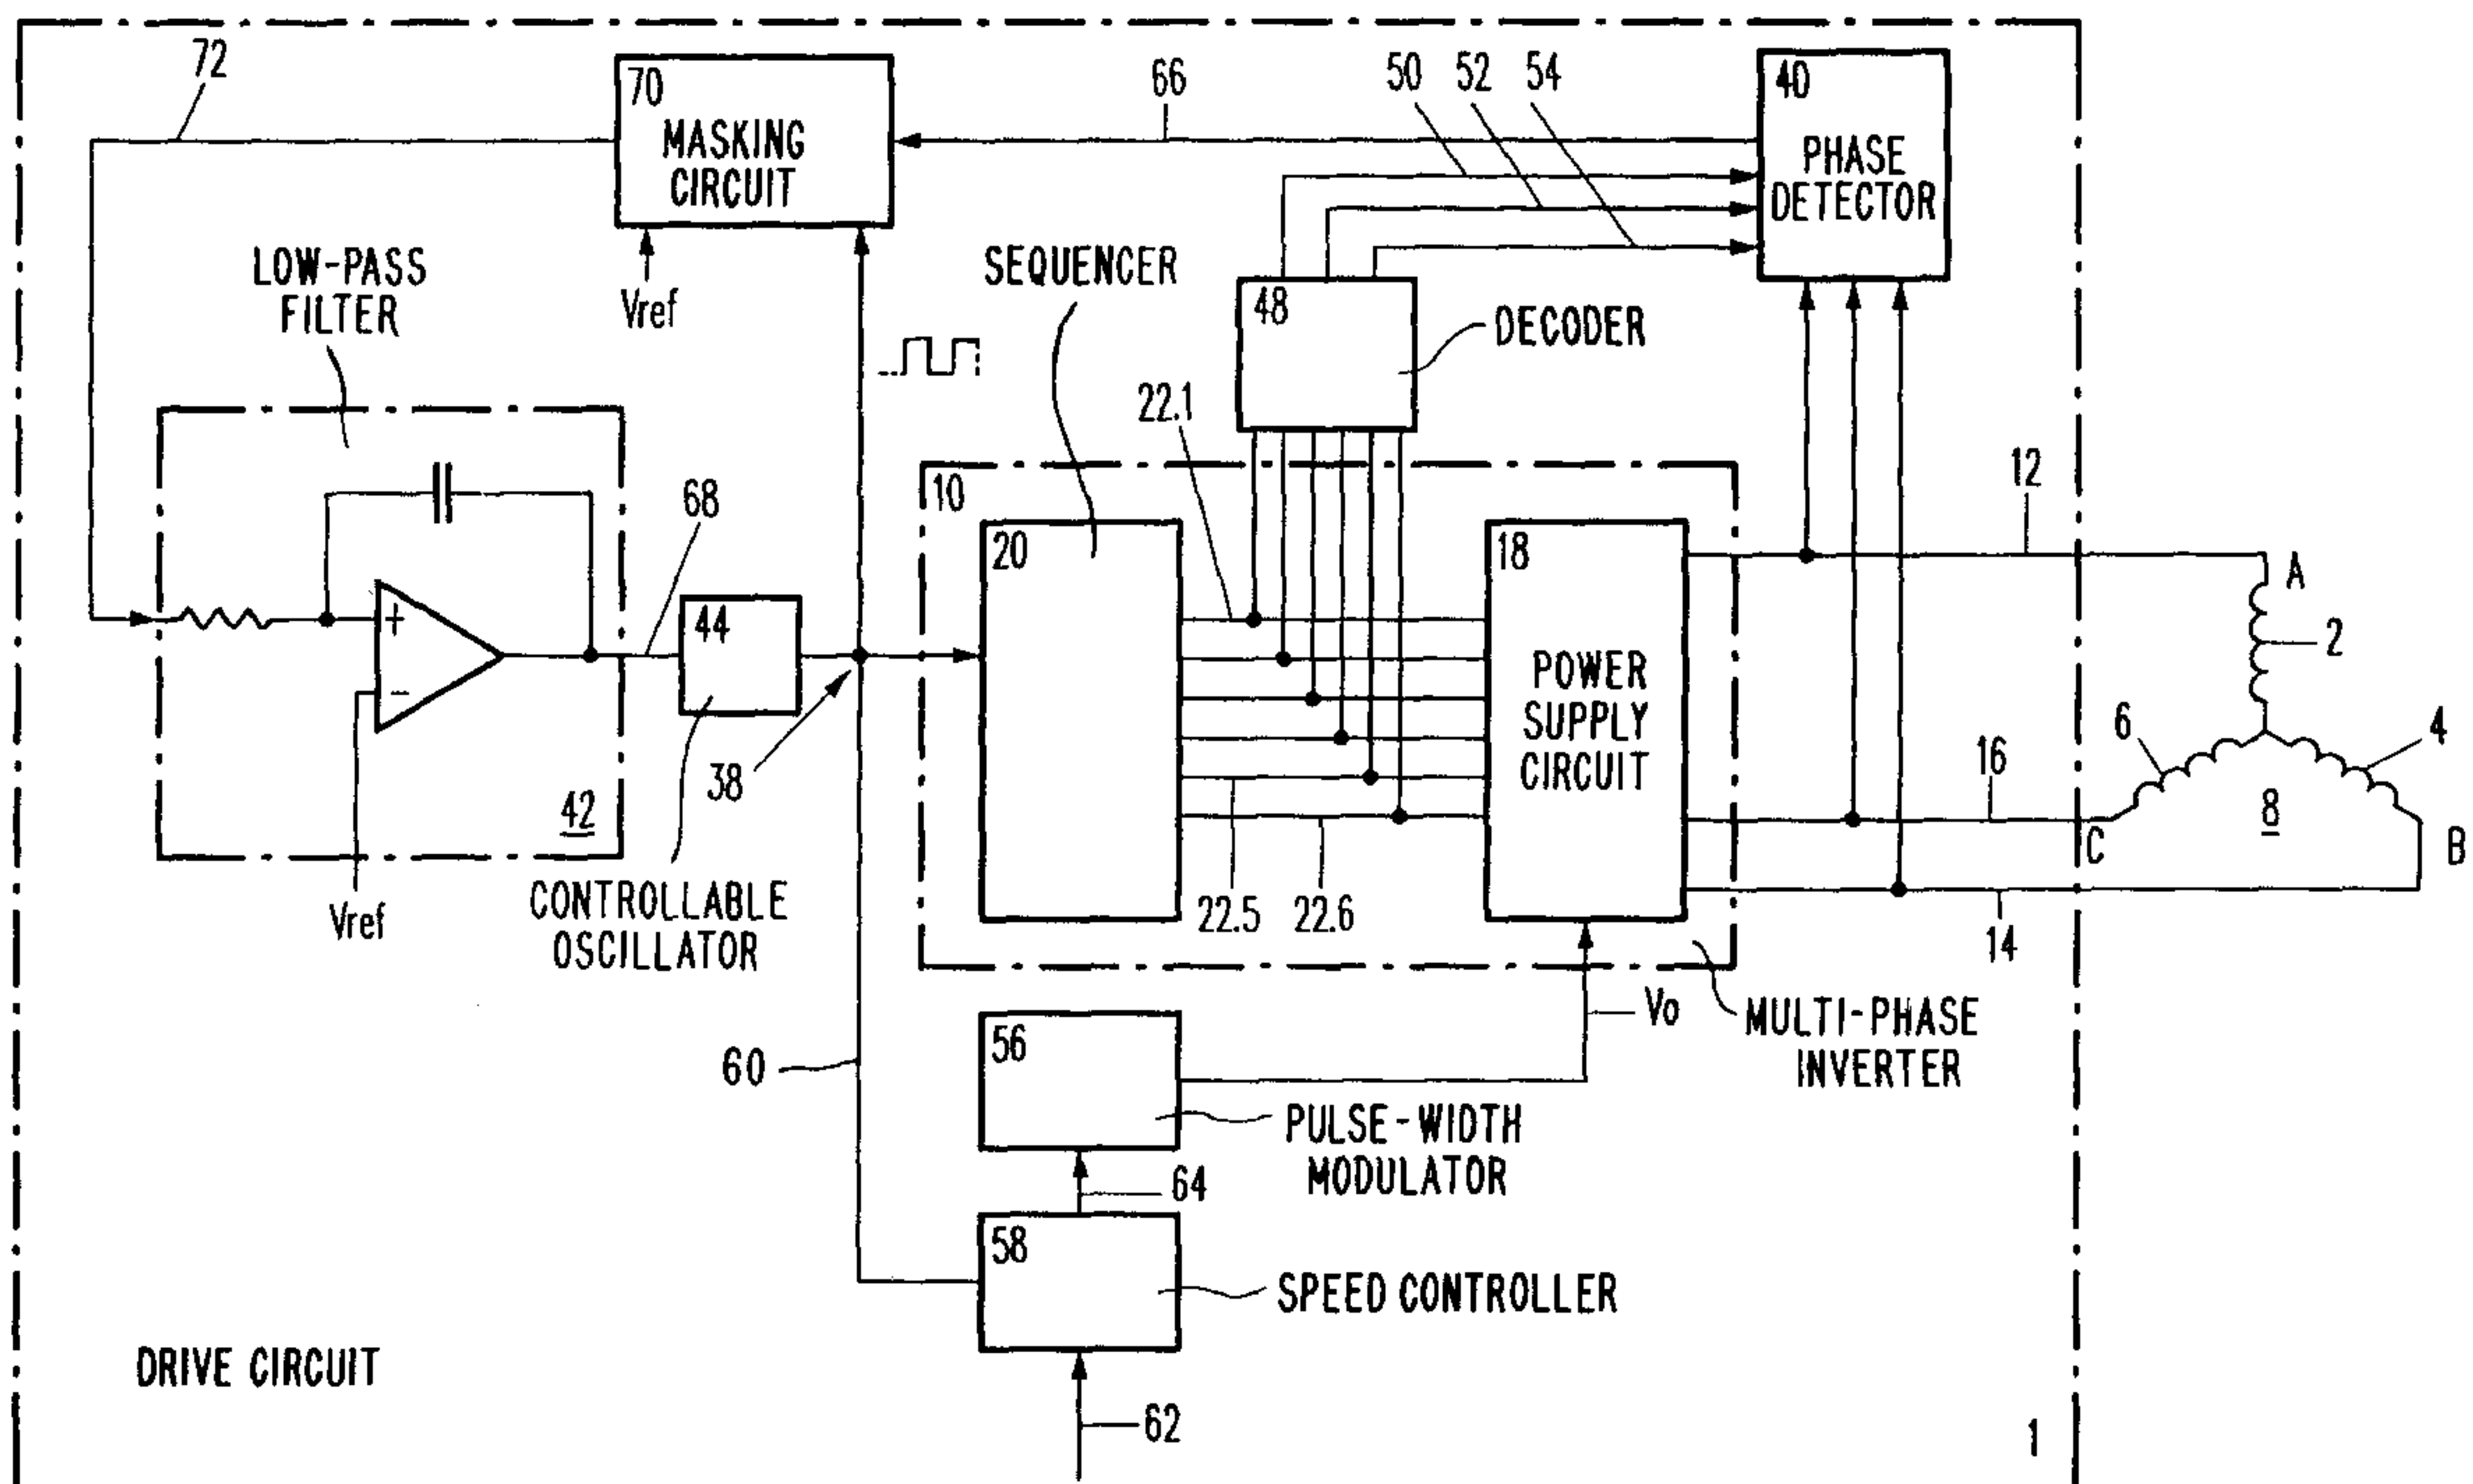 72
70
MASKING
CIRCUIT
66
50
52
54
40
PHASE
DETECTOR
LOW-PASS
FILTER
Vref
SEQUENCER
48
DECODER
22.1
10
12
68
20
18
A
44
2
POWER
SUPPLY
CIRCUIT
6
4
16
38
42
8
C
B
Vref
CONTROLLABLE
OSCILLATOR
22.5
22.6
14
Vo
MULTI-PHASE
INVERTER
56
60
PULSE-WIDTH
MODULATOR
64
58
SPEED CONTROLLER
DRIVE CIRCUIT
62
1